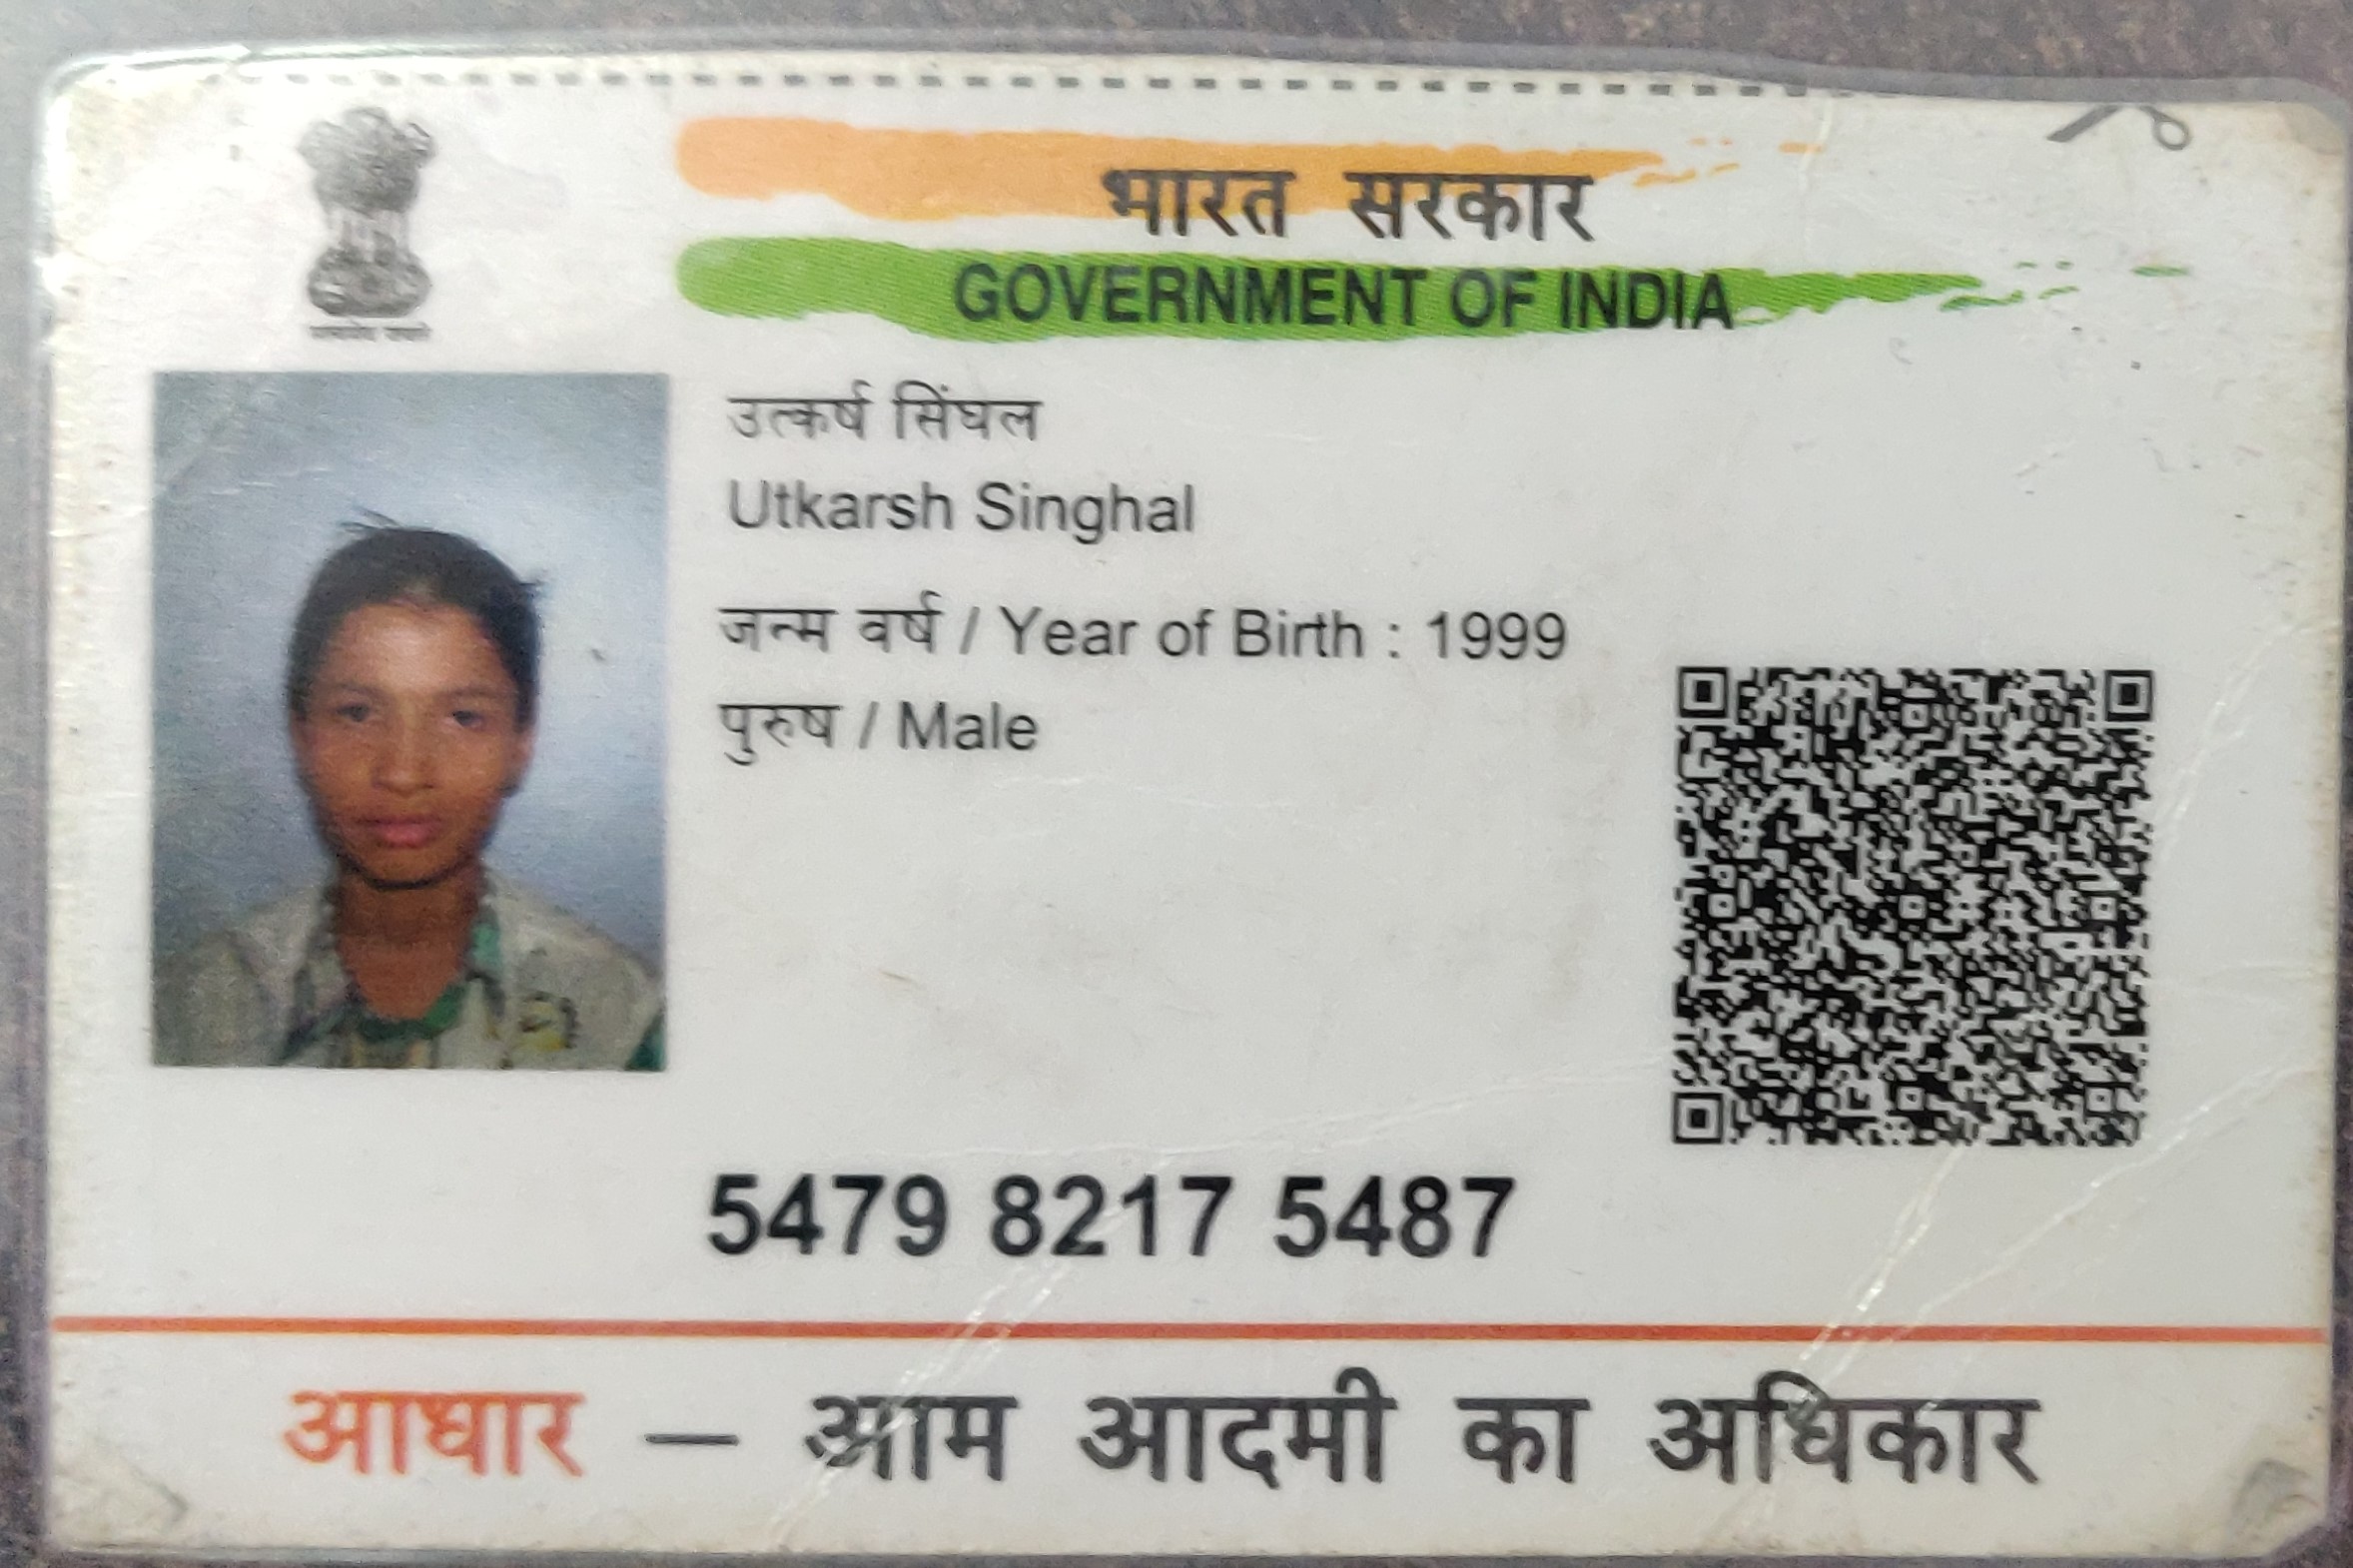 भारत सरकार
GOVERNMENT OF INDIA
उत्कर्ष सिंघल
Utkarsh Singhal
जन्म वर्ष / Year of Birth : 1999
पुरुष / Male
5479 8217 5487
आधार — आम आदमी का अधिकार